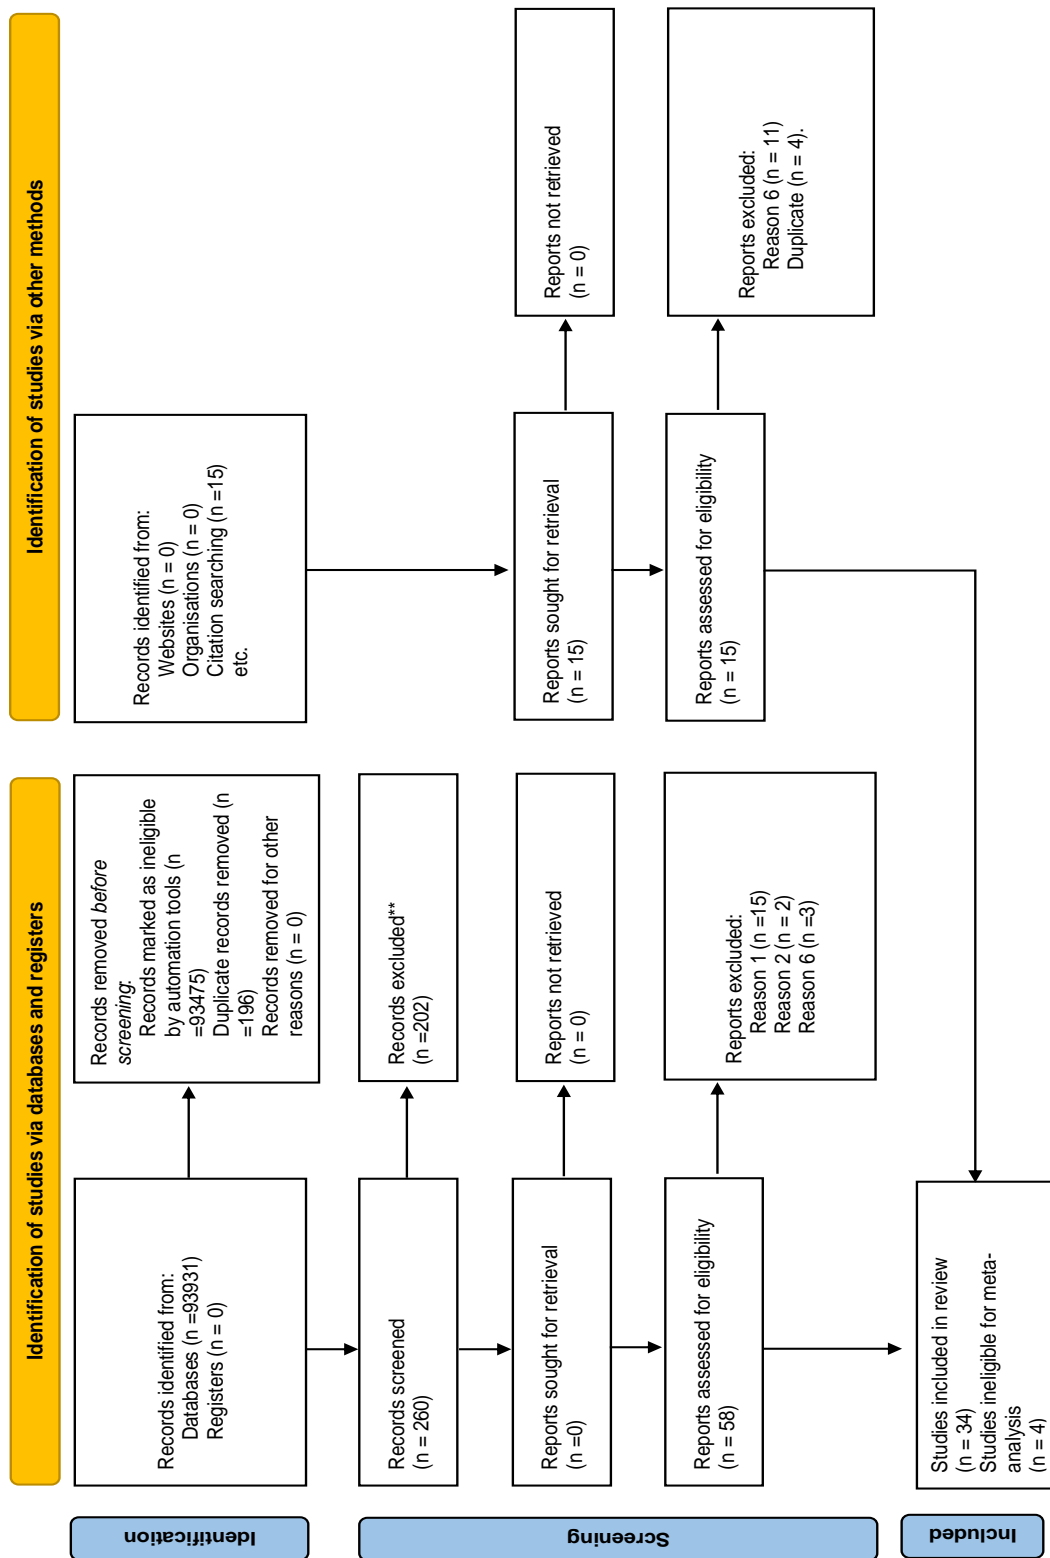 Identification of studies via databases and registers
Identification of studies via other methods
Identification
Records identified from:
Databases (n =93931)
Registers (n = 0)
Records removed before
screening:
Records marked as ineligible
by automation tools (n
=93475)
Duplicate records removed (n
=196)
Records removed for other
reasons (n = 0)
Records identified from:
Websites (n = 0)
Organisations (n = 0)
Citation searching (n =15)
etc.
Screening
Records screened
(n = 260)
Records excluded**
(n =202)
Reports sought for retrieval
(n =0)
Reports not retrieved
(n = 0)
Reports sought for retrieval
(n = 15)
Reports not retrieved
(n = 0)
Reports assessed for eligibility
(n = 58)
Reports excluded:
Reason 1 (n =15)
Reason 2 (n = 2)
Reason 6 (n =3)
Reports assessed for eligibility
(n = 15)
Reports excluded:
Reason 6 (n = 11)
Duplicate (n = 4).
Included
Studies included in review
(n = 34)
Studies ineligible for meta-
analysis
(n = 4)